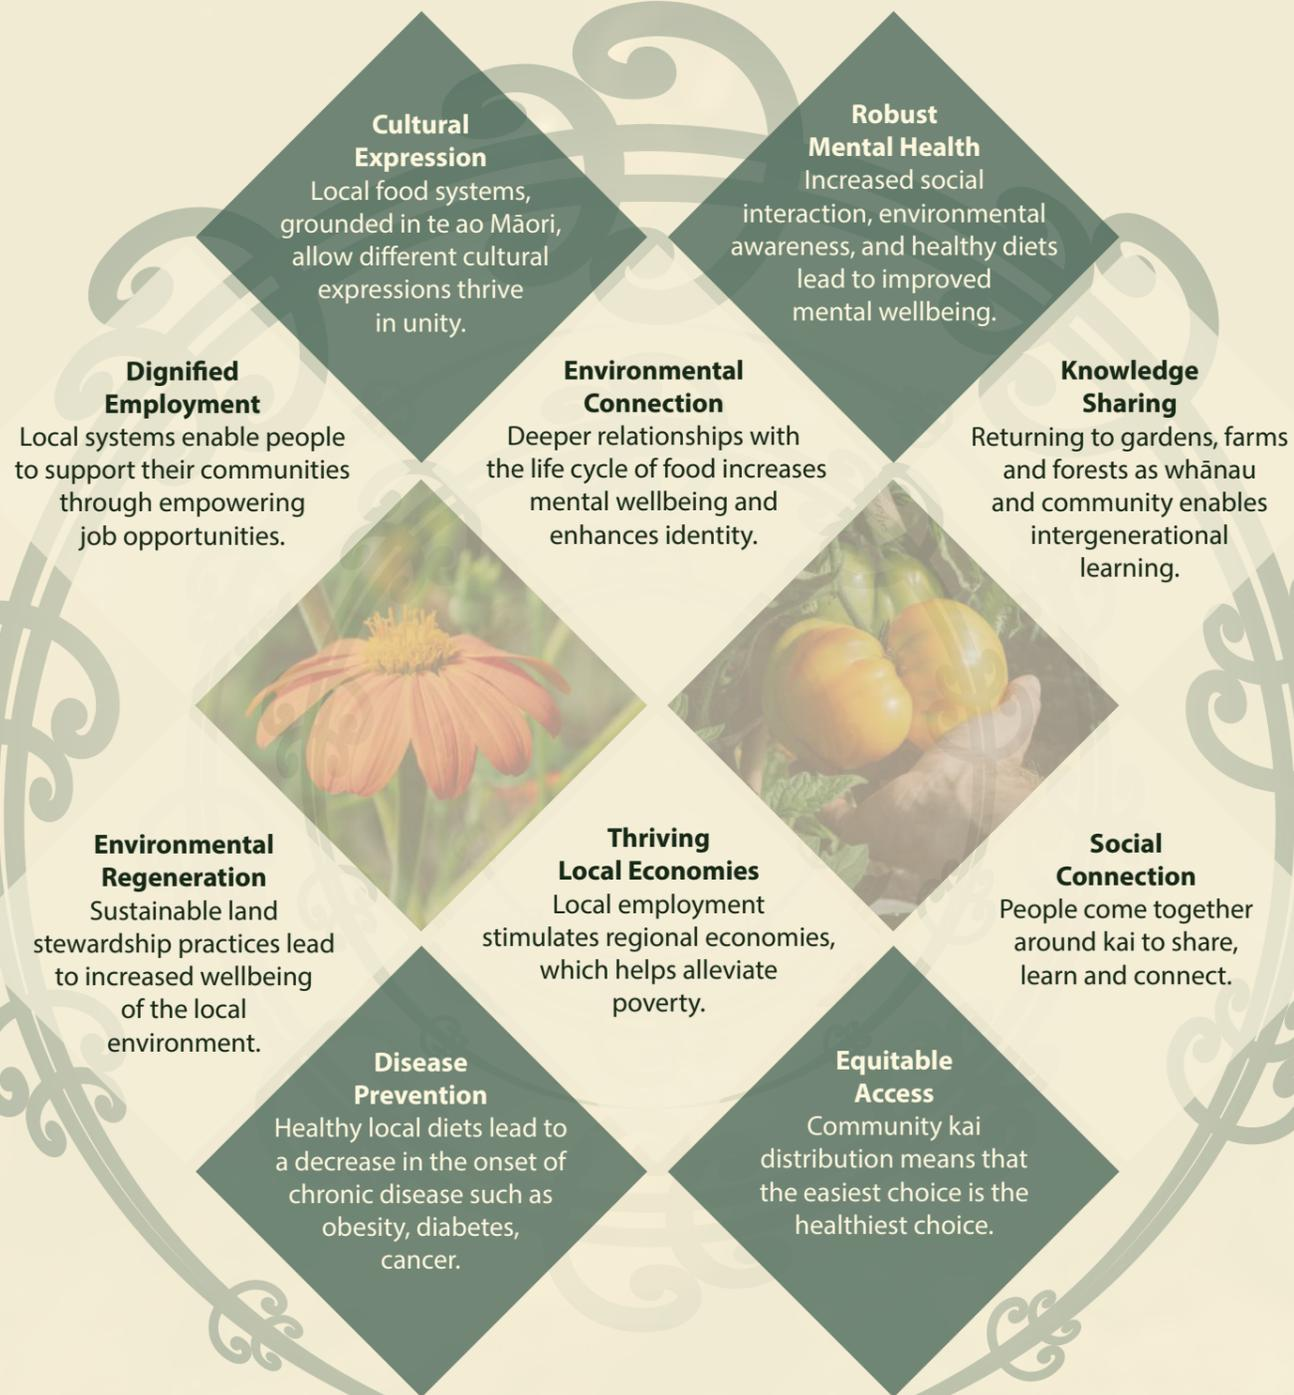 Cultural
Expression
Local food systems,
grounded in te ao Māori,
allow different cultural
expressions thrive
in unity.
Robust
Mental Health
Increased social
interaction, environmental
awareness, and healthy diets
lead to improved
mental wellbeing.
Dignified
Employment
Local systems enable people
to support their communities
through empowering
job opportunities.
Environmental
Connection
Deeper relationships with
the life cycle of food increases
mental wellbeing and
enhances identity.
Knowledge
Sharing
Returning to gardens, farms
and forests as whānau
and community enables
intergenerational
learning.
Environmental
Regeneration
Sustainable land
stewardship practices lead
to increased wellbeing
of the local
environment.
Thriving
Local Economies
Local employment
stimulates regional economies,
which helps alleviate
poverty.
Social
Connection
People come together
around kai to share,
learn and connect.
Disease
Prevention
Healthy local diets lead to
a decrease in the onset of
chronic disease such as
obesity, diabetes,
cancer.
Equitable
Access
Community kai
distribution means that
the easiest choice is the
healthiest choice.